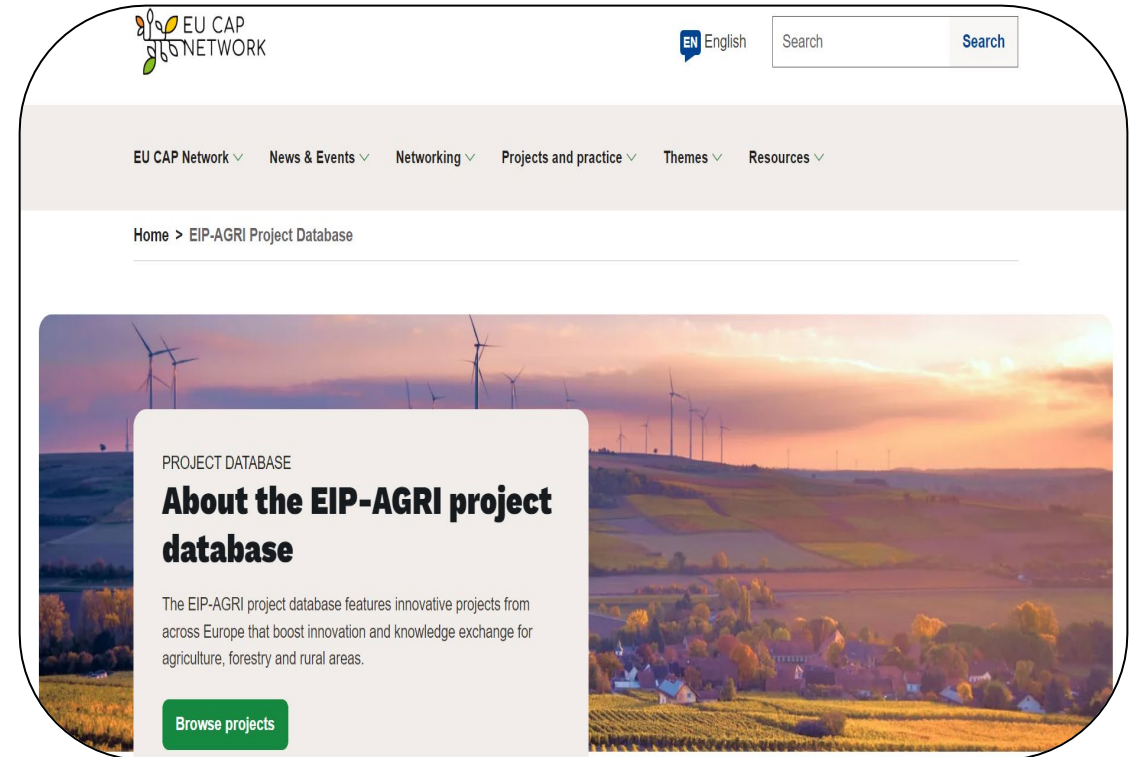 EU CAP
NETWORK
EN English
Search
Search
EU CAP Network
News & Events
Networking
Projects and practice
Themes
Resources
Home > EIP-AGRI Project Database
PROJECT DATABASE
About the EIP-AGRI project
database
The EIP-AGRI project database features innovative projects from
across Europe that boost innovation and knowledge exchange for
agriculture, forestry and rural areas.
Browse projects